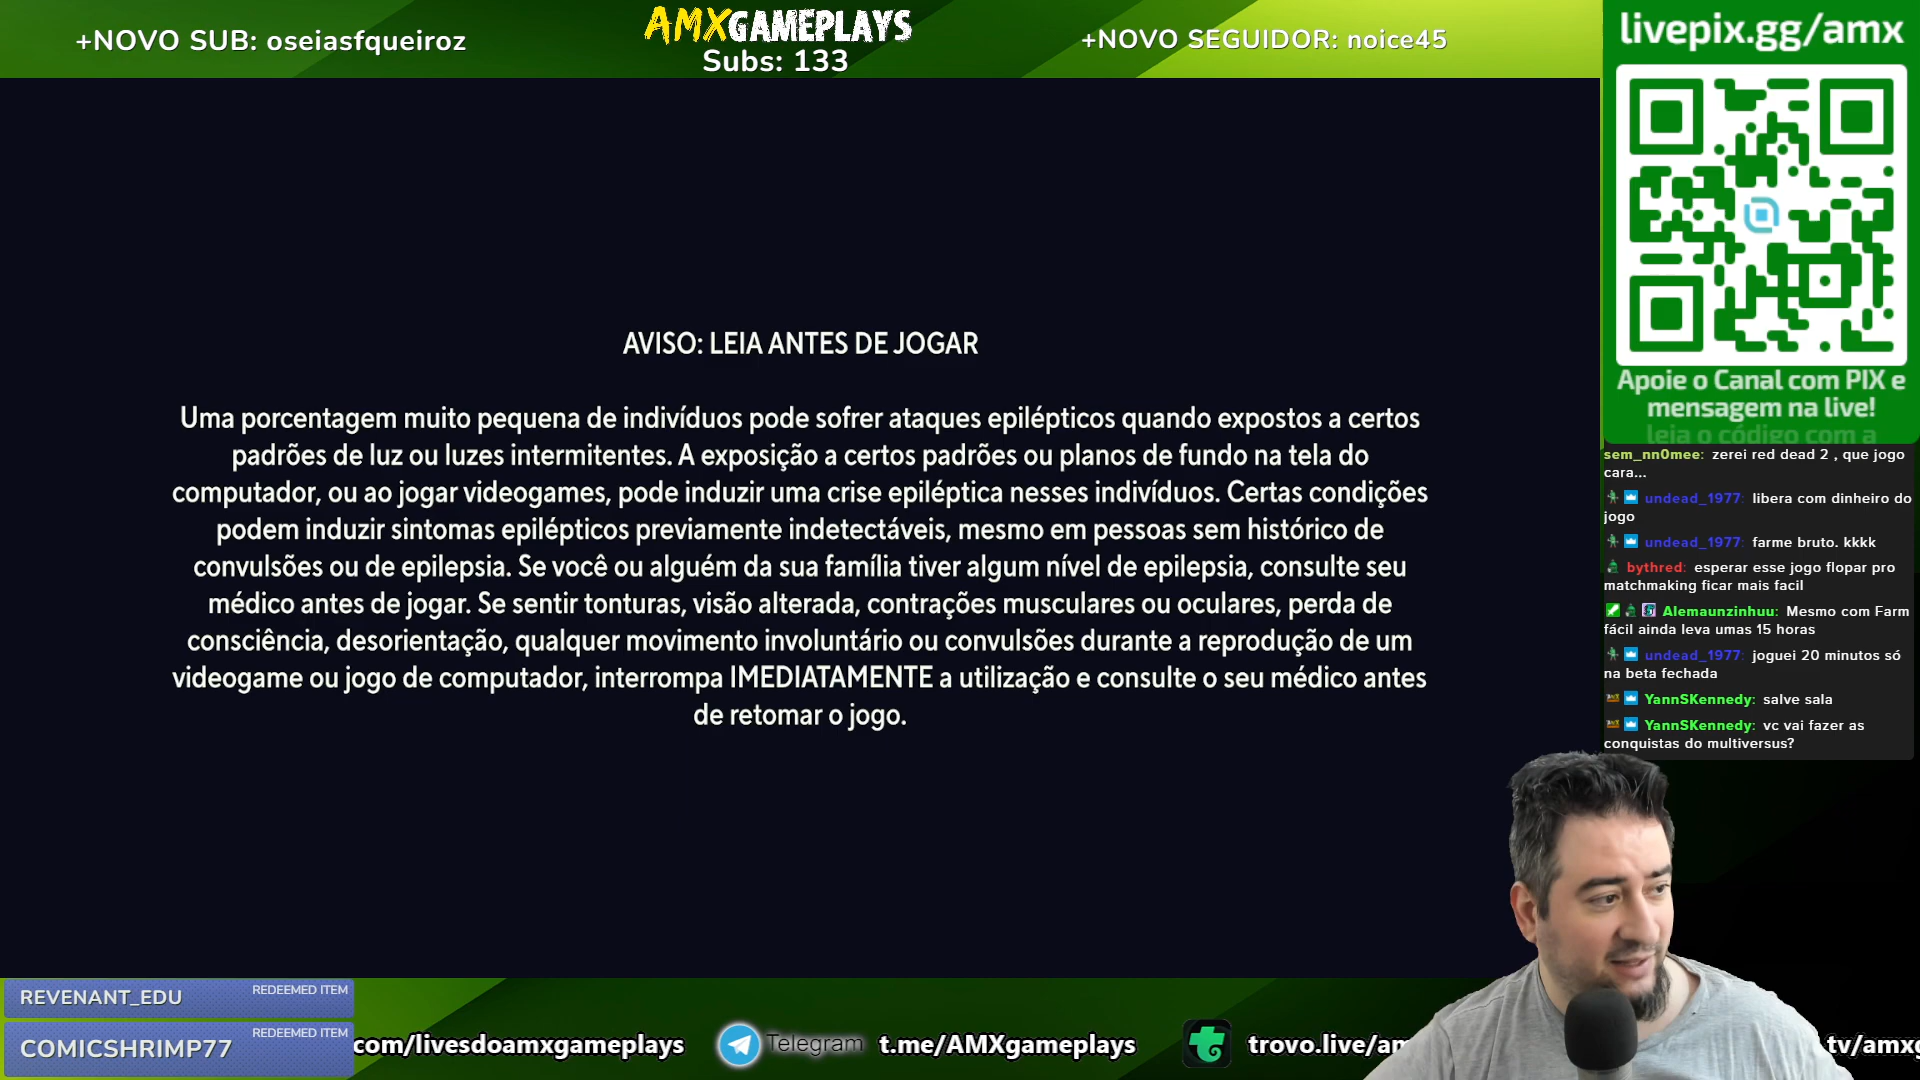 +NOVO SUB: oseiasfqueiroz
AMXGAMEPLAYS
Subs: 133
+NOVO SEGUIDOR: noice45
livepix.gg/amx
Apoie o Canal com PIX e
mensagem na live!
leia o código com a
AVISO: LEIA ANTES DE JOGAR
Uma porcentagem muito pequena de indivíduos pode sofrer ataques epilépticos quando expostos a certos
padrões de luz ou luzes intermitentes. A exposição a certos padrões ou planos de fundo na tela do
computador, ou ao jogar videogames, pode induzir uma crise epiléptica nesses indivíduos. Certas condições
podem induzir sintomas epilépticos previamente indetectáveis, mesmo em pessoas sem histórico de
convulsões ou de epilepsia. Se você ou alguém da sua família tiver algum nível de epilepsia, consulte seu
médico antes de jogar. Se sentir tonturas, visão alterada, contrações musculares ou oculares, perda de
consciência, desorientação, qualquer movimento involuntário ou convulsões durante a reprodução de um
videogame ou jogo de computador, interrompa IMEDIATAMENTE a utilização e consulte o seu médico antes
de retomar o jogo.
sem_nn0mee: zerei red dead 2 , que jogo
cara...
undead_1977: libera com dinheiro do
jogo
undead_1977: farme bruto. kkkk
bythred: esperar esse jogo flopar pro
matchmaking ficar mais facil
Alemaunzinhuu: Mesmo com Farm
fácil ainda leva umas 15 horas
undead_1977: joguei 20 minutos só
na beta fechada
YannSKennedy: salve sala
YannSKennedy: vc vai fazer as
conquistas do multiversus?
REVENANT_EDU
REDEEMED ITEM
COMICSHRIMP77
REDEEMED ITEM
com/livesdoamxgameplays
Telegram
t.me/AMXgameplays
trovo.live/am
tv/amxg